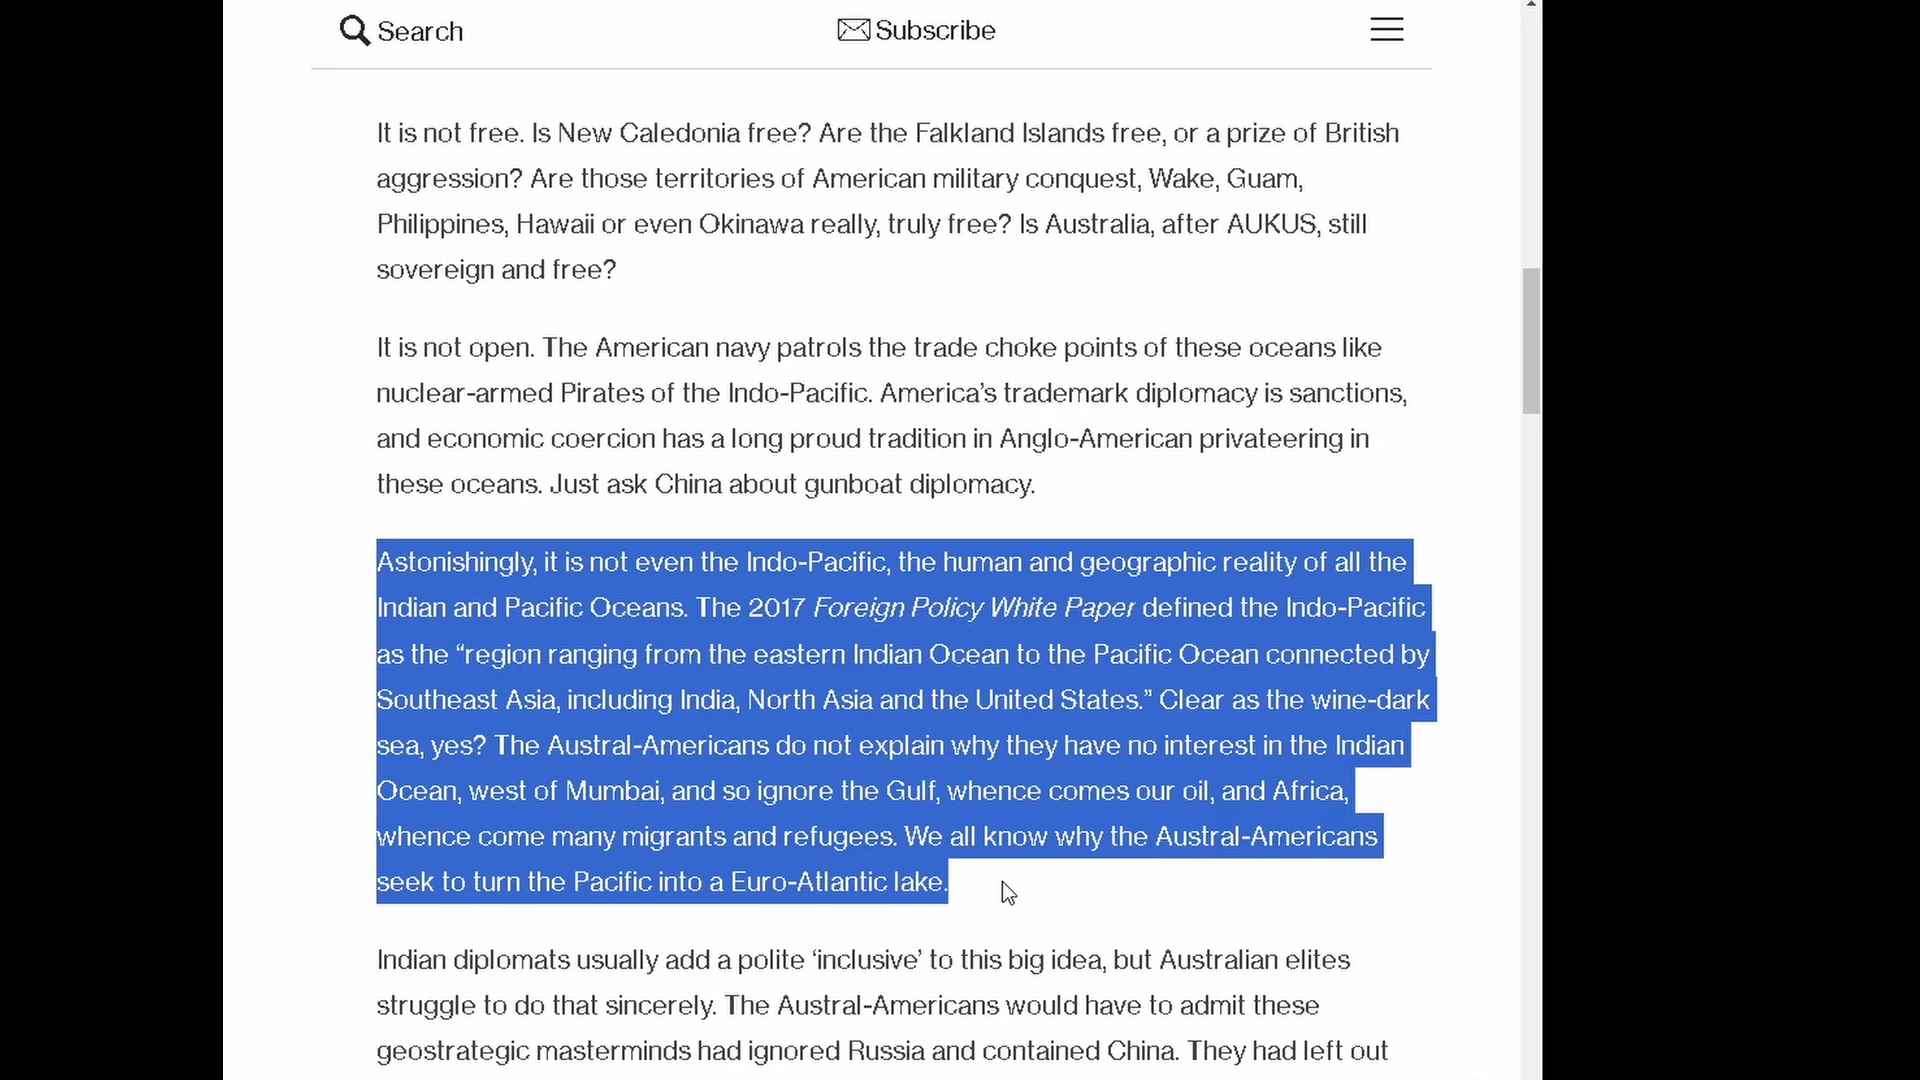 Search
Subscribe
It is not free. Is New Caledonia free? Are the Falkland Islands free, or a prize of British
aggression? Are those territories of American military conquest, Wake, Guam,
Philippines, Hawaii or even Okinawa really, truly free? Is Australia, after AUKUS, still
sovereign and free?
It is not open. The American navy patrols the trade choke points of these oceans like
nuclear-armed Pirates of the Indo-Pacific. America’s trademark diplomacy is sanctions,
and economic coercion has a long proud tradition in Anglo-American privateering in
these oceans. Just ask China about gunboat diplomacy.
Astonishingly, it is not even the Indo-Pacific, the human and geographic reality of all the
Indian and Pacific Oceans. The 2017 Foreign Policy White Paper defined the Indo-Pacific
as the “region ranging from the eastern Indian Ocean to the Pacific Ocean connected by
Southeast Asia, including India, North Asia and the United States.” Clear as the wine-dark
sea, yes? The Austral-Americans do not explain why they have no interest in the Indian
Ocean, west of Mumbai, and so ignore the Gulf, whence comes our oil, and Africa,
whence come many migrants and refugees. We all know why the Austral-Americans
seek to turn the Pacific into a Euro-Atlantic lake.
Indian diplomats usually add a polite ‘inclusive’ to this big idea, but Australian elites
struggle to do that sincerely. The Austral-Americans would have to admit these
geostrategic masterminds had ignored Russia and contained China. They had left out